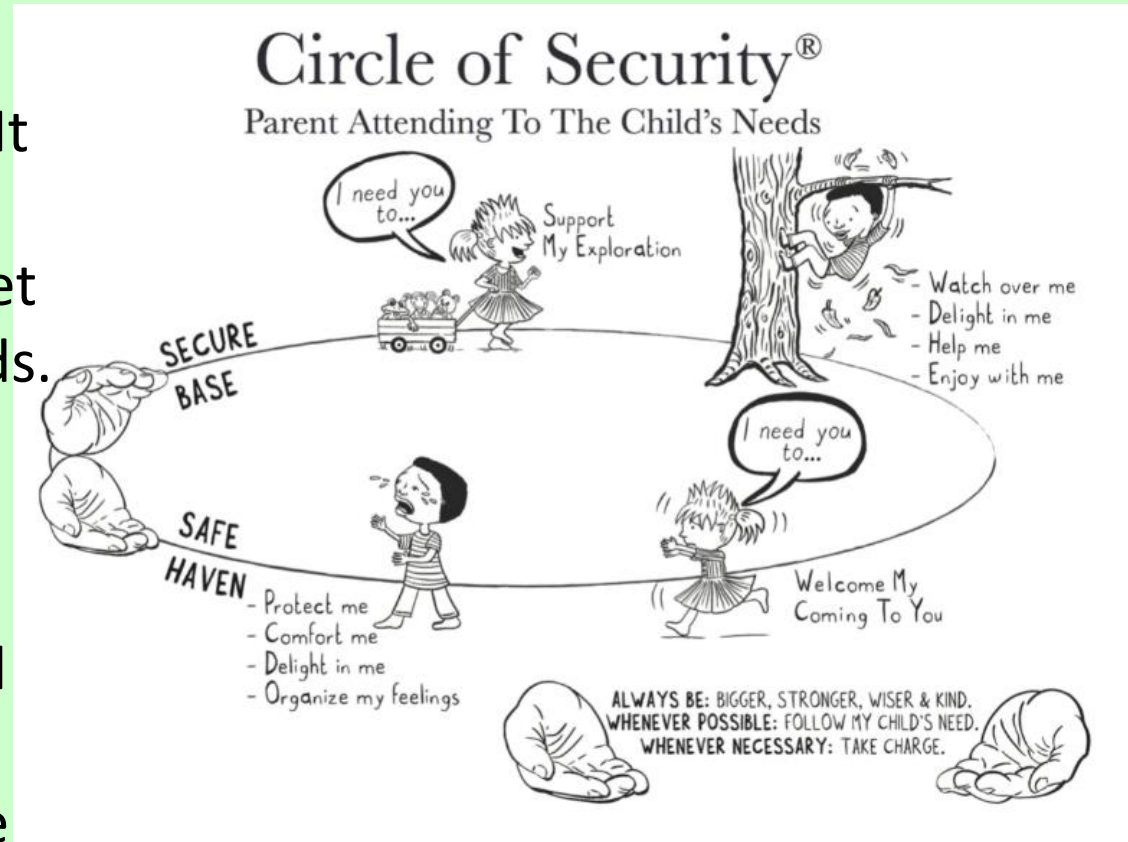 Circle of Security®
Parent Attending To The Child's Needs
I need you
to...
Support
My Exploration
- Watch over me
- Delight in me
- Help me
- Enjoy with me
SECURE
BASE
I need you
to...
SAFE
HAVEN
Welcome My
Coming To You
- Protect me
- Comfort me
- Delight in me
- Organize my feelings
ALWAYS BE: BIGGER, STRONGER, WISER & KIND.
WHENEVER POSSIBLE: FOLLOW MY CHILD'S NEED.
WHENEVER NECESSARY: TAKE CHARGE.